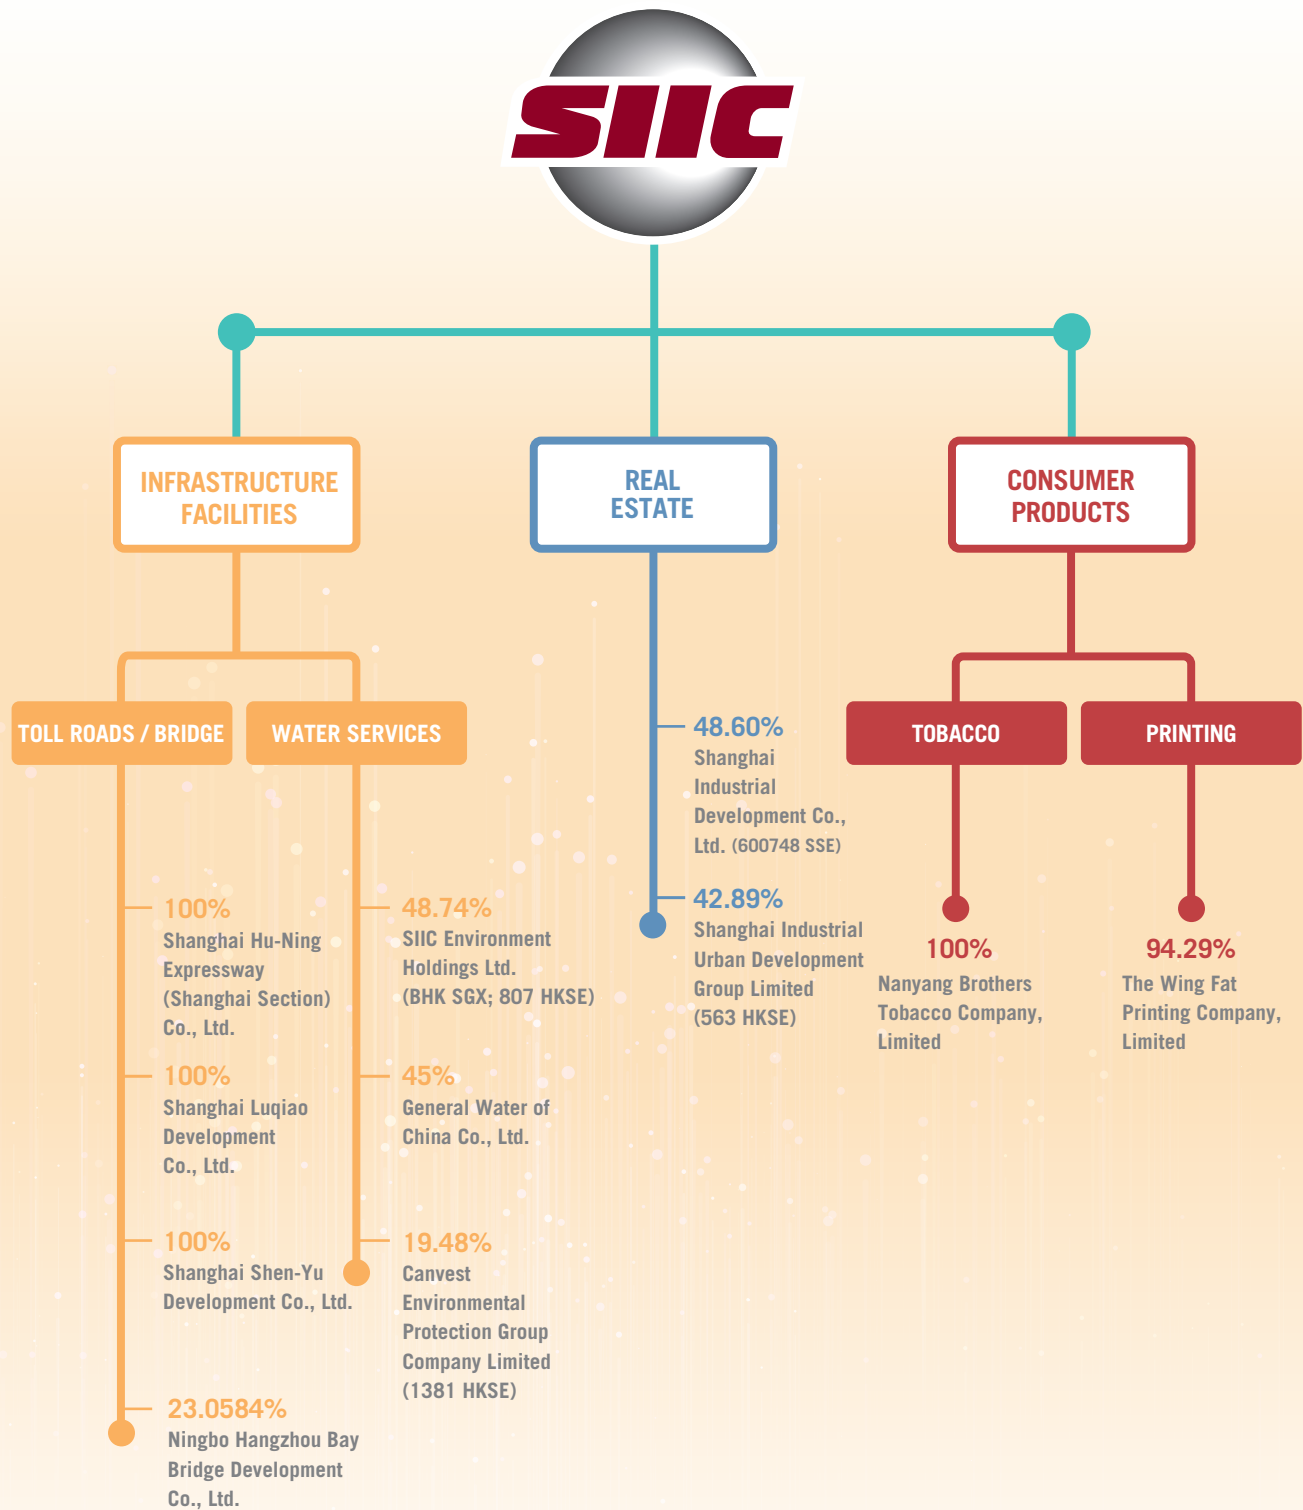 SIIC
INFRASTRUCTURE
FACILITIES
REAL
ESTATE
CONSUMER
PRODUCTS
TOLL ROADS / BRIDGE
WATER SERVICES
TOBACCO
PRINTING
100%
Shanghai Hu-Ning
Expressway
(Shanghai Section)
Co., Ltd.
100%
Shanghai Luqiao
Development
Co., Ltd.
100%
Shanghai Shen-Yu
Development Co., Ltd.
23.0584%
Ningbo Hangzhou Bay
Bridge Development
Co., Ltd.
48.74%
SIIC Environment
Holdings Ltd.
(BHK SGX; 807 HKSE)
45%
General Water of
China Co., Ltd.
19.48%
Canvest
Environmental
Protection Group
Company Limited
(1381 HKSE)
48.60%
Shanghai
Industrial
Development Co.,
Ltd. (600748 SSE)
42.89%
Shanghai Industrial
Urban Development
Group Limited
(563 HKSE)
100%
Nanyang Brothers
Tobacco Company,
Limited
94.29%
The Wing Fat
Printing Company,
Limited